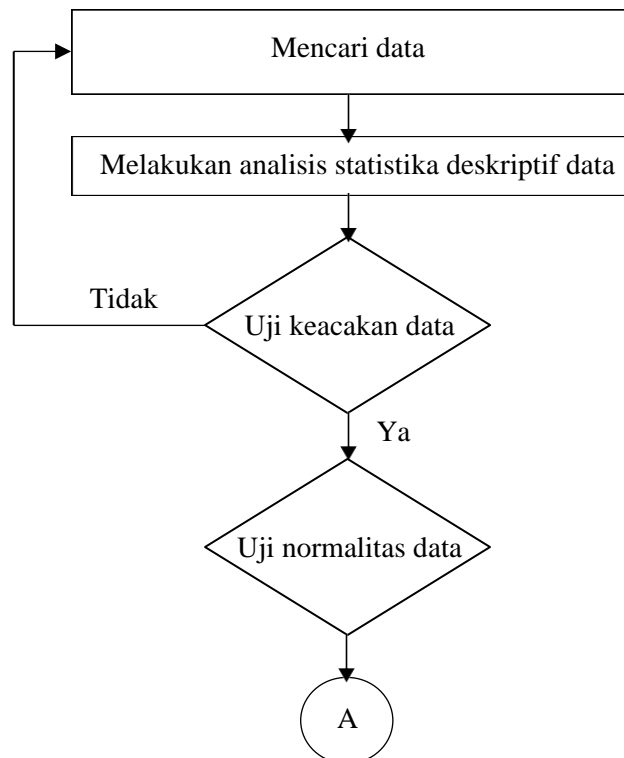 Mencari data
Melakukan analisis statistika deskriptif data
Tidak
Uji keacakan data
Ya
Uji normalitas data
A